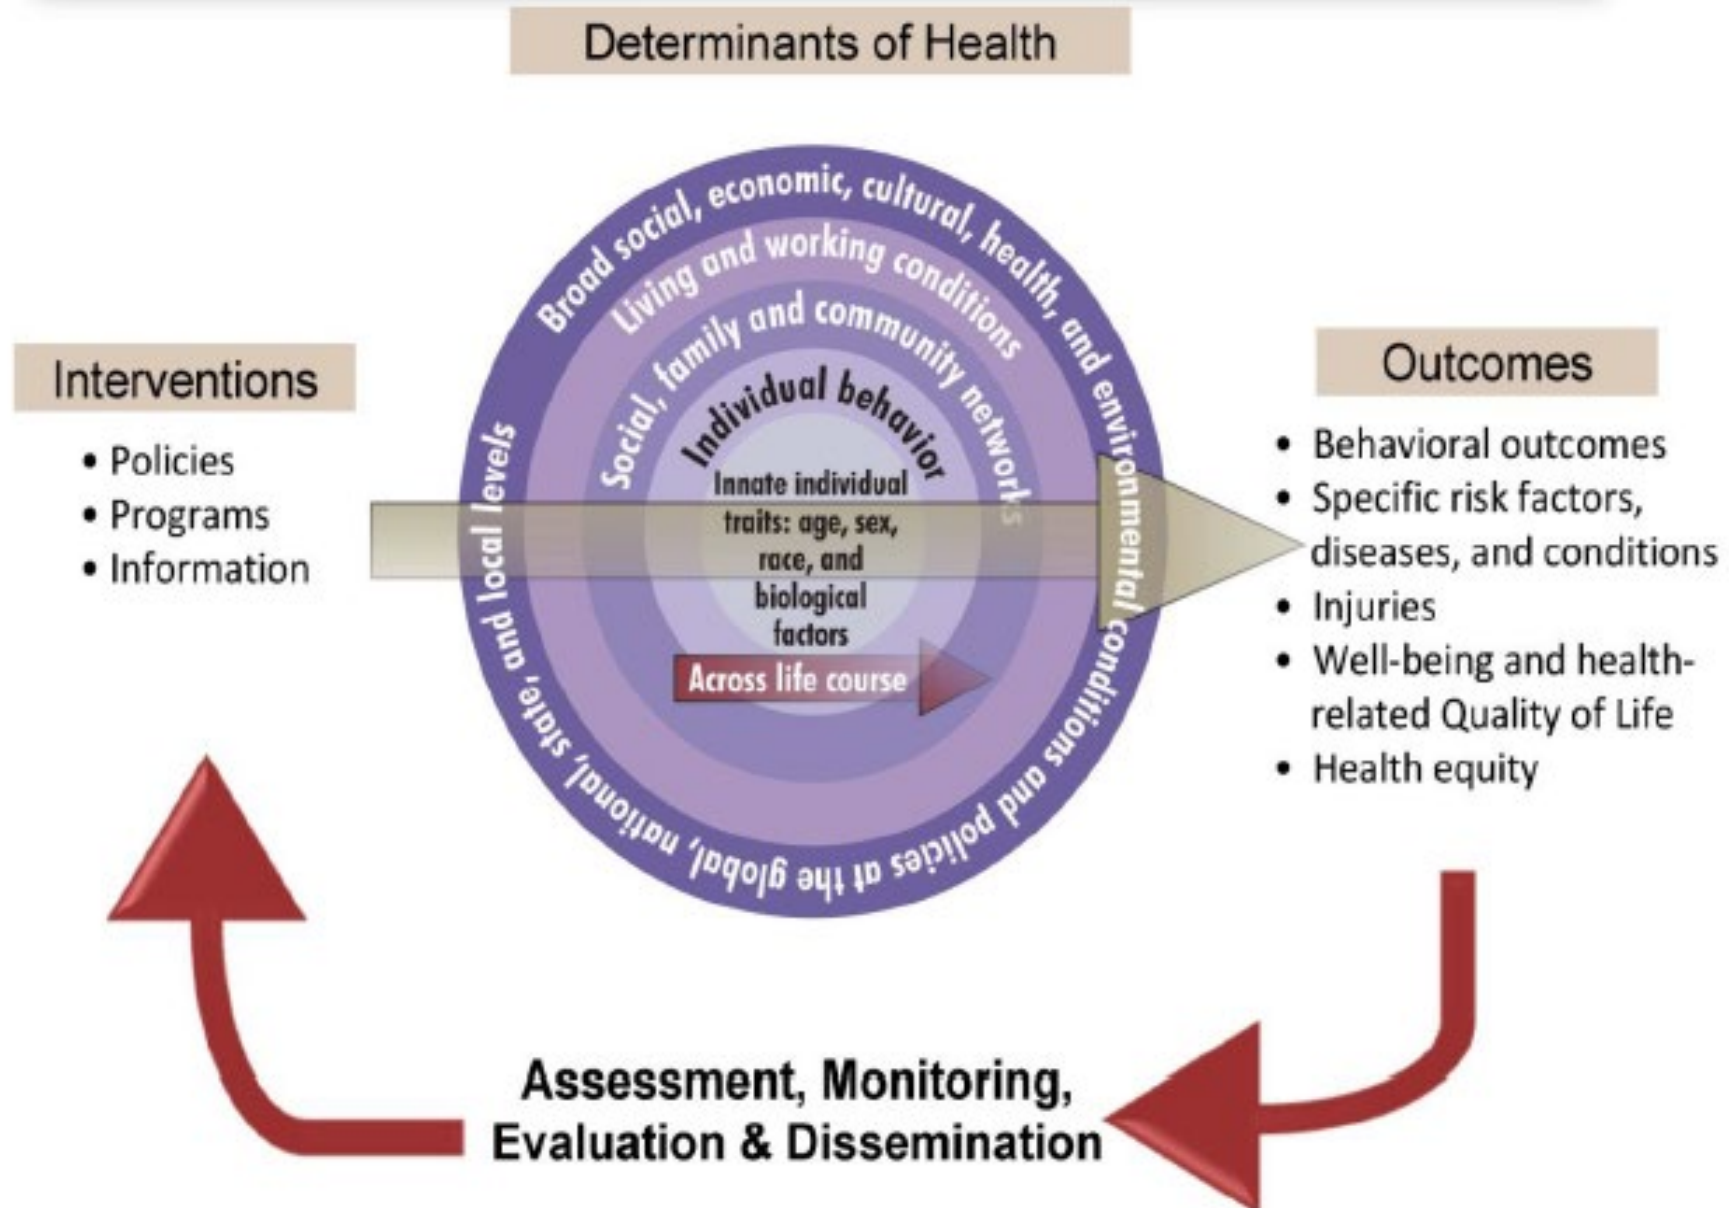 Determinants of Health
Broad social, economic, cultural, health, and environmental conditions and policies at the global, national, state, and local levels
Living and working conditions
Social, family and community networks
Individual behavior
Innate individual
traits: age, sex,
race, and
biological
factors
Across life course
Interventions
• Policies
• Programs
• Information
Outcomes
• Behavioral outcomes
• Specific risk factors,
diseases, and conditions
• Injuries
• Well-being and health-
related Quality of Life
• Health equity
Assessment, Monitoring,
Evaluation & Dissemination